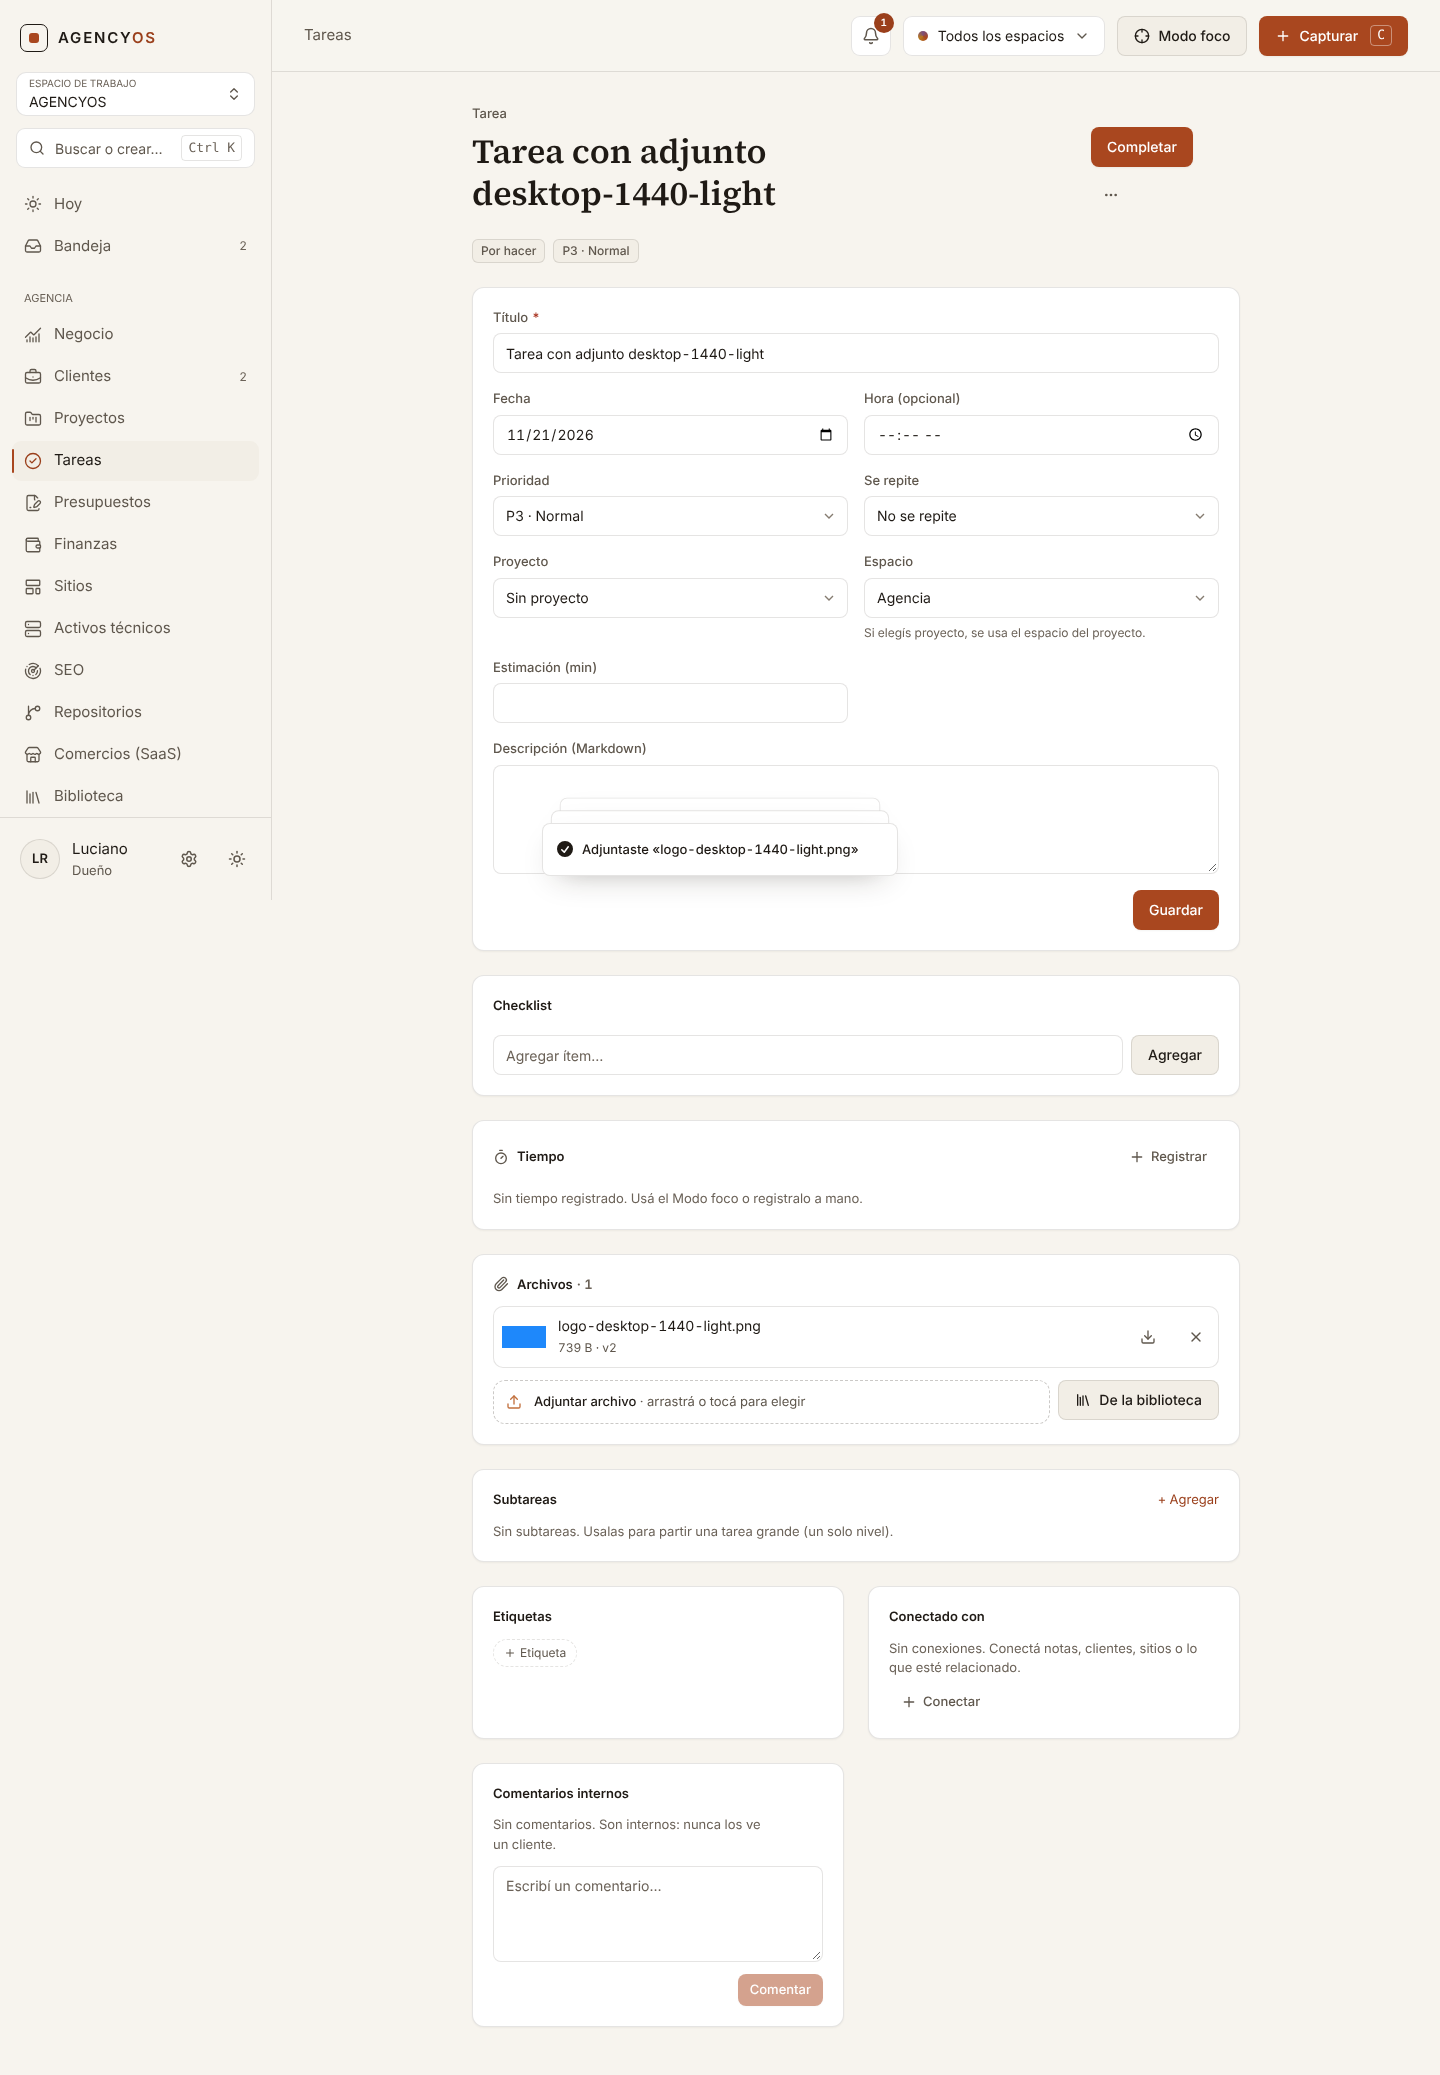 AGENCYOS
ESPACIO DE TRABAJO
AGENCYOS
Buscar o crear... Ctrl K
Hoy
Bandeja 2
AGENCIA
Negocio
Clientes 2
Proyectos
Tareas
Presupuestos
Finanzas
Sitios
Activos técnicos
SEO
Repositorios
Comercios (SaaS)
Biblioteca
LR
Luciano
Dueño
Tareas
1
Todos los espacios
Modo foco
Capturar C
Tarea
Tarea con adjunto
desktop-1440-light
Completar
...
Por hacer
P3 · Normal
Título *
Tarea con adjunto desktop-1440-light
Fecha
11/21/2026
Hora (opcional)
--:-- --
Prioridad
P3 · Normal
Se repite
No se repite
Proyecto
Sin proyecto
Espacio
Agencia
Si elegís proyecto, se usa el espacio del proyecto.
Estimación (min)
Descripción (Markdown)
Adjuntaste «logo-desktop-1440-light.png»
Guardar
Checklist
Agregar ítem...
Agregar
Tiempo
Registrar
Sin tiempo registrado. Usá el Modo foco o registralo a mano.
Archivos · 1
logo-desktop-1440-light.png
739 B · v2
Adjuntar archivo · arrastrá o tocá para elegir
De la biblioteca
Subtareas
+ Agregar
Sin subtareas. Usalas para partir una tarea grande (un solo nivel).
Etiquetas
+ Etiqueta
Conectado con
Sin conexiones. Conectá notas, clientes, sitios o lo
que esté relacionado.
+ Conectar
Comentarios internos
Sin comentarios. Son internos: nunca los ve
un cliente.
Escribí un comentario...
Comentar